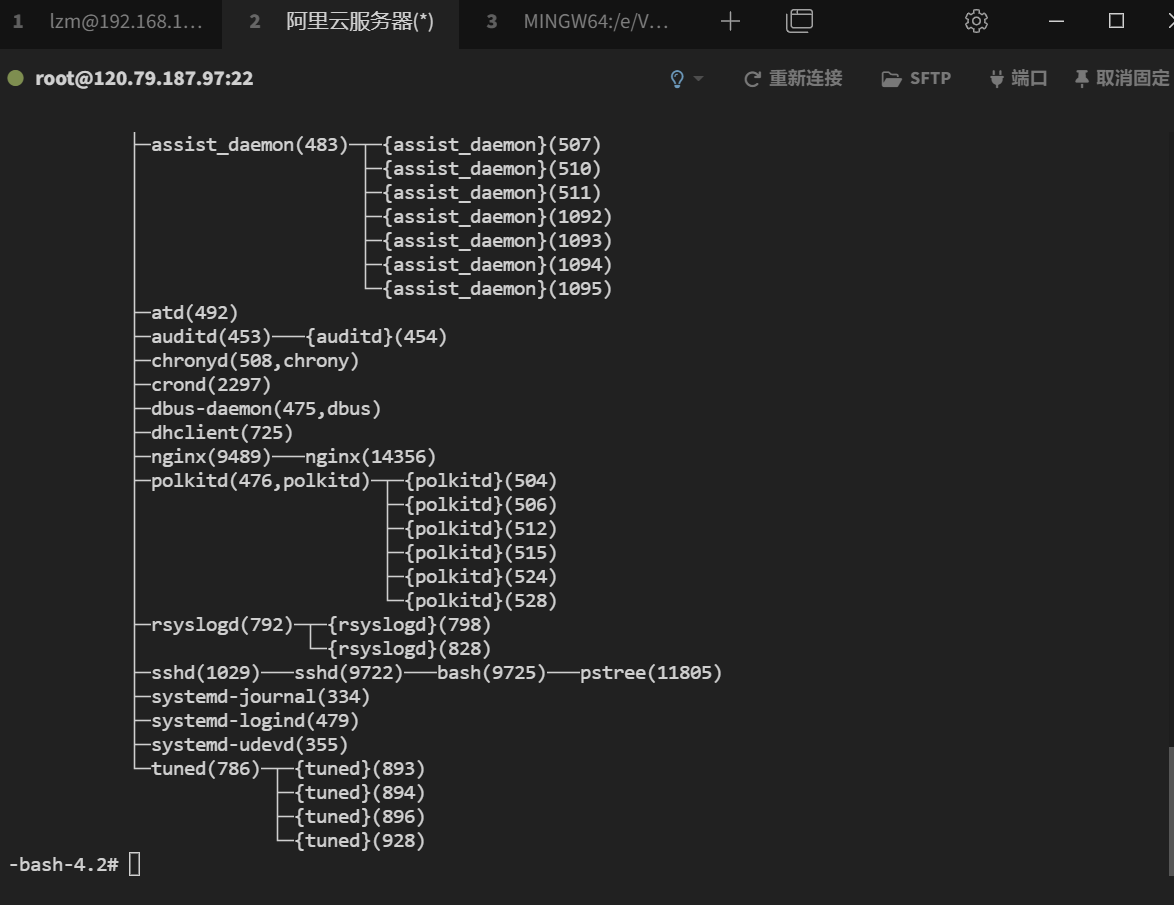 1 lzm@192.168.1... 2 阿里云服务器(*) 3 MINGW64:/e/V...
root@120.79.187.97:22 重新连接 SFTP 端口 取消固定
├─assist_daemon(483)─┬─{assist_daemon}(507)
├─{assist_daemon}(510)
├─{assist_daemon}(511)
├─{assist_daemon}(1092)
├─{assist_daemon}(1093)
├─{assist_daemon}(1094)
└─{assist_daemon}(1095)
├─atd(492)
├─auditd(453)───{auditd}(454)
├─chronyd(508,chrony)
├─crond(2297)
├─dbus-daemon(475,dbus)
├─dhclient(725)
├─nginx(9489)───nginx(14356)
├─polkitd(476,polkitd)─┬─{polkitd}(504)
├─{polkitd}(506)
├─{polkitd}(512)
├─{polkitd}(515)
├─{polkitd}(524)
└─{polkitd}(528)
├─rsyslogd(792)─┬─{rsyslogd}(798)
└─{rsyslogd}(828)
├─sshd(1029)───sshd(9722)───bash(9725)───pstree(11805)
├─systemd-journal(334)
├─systemd-logind(479)
├─systemd-udevd(355)
└─tuned(786)─┬─{tuned}(893)
├─{tuned}(894)
├─{tuned}(896)
└─{tuned}(928)
-bash-4.2#